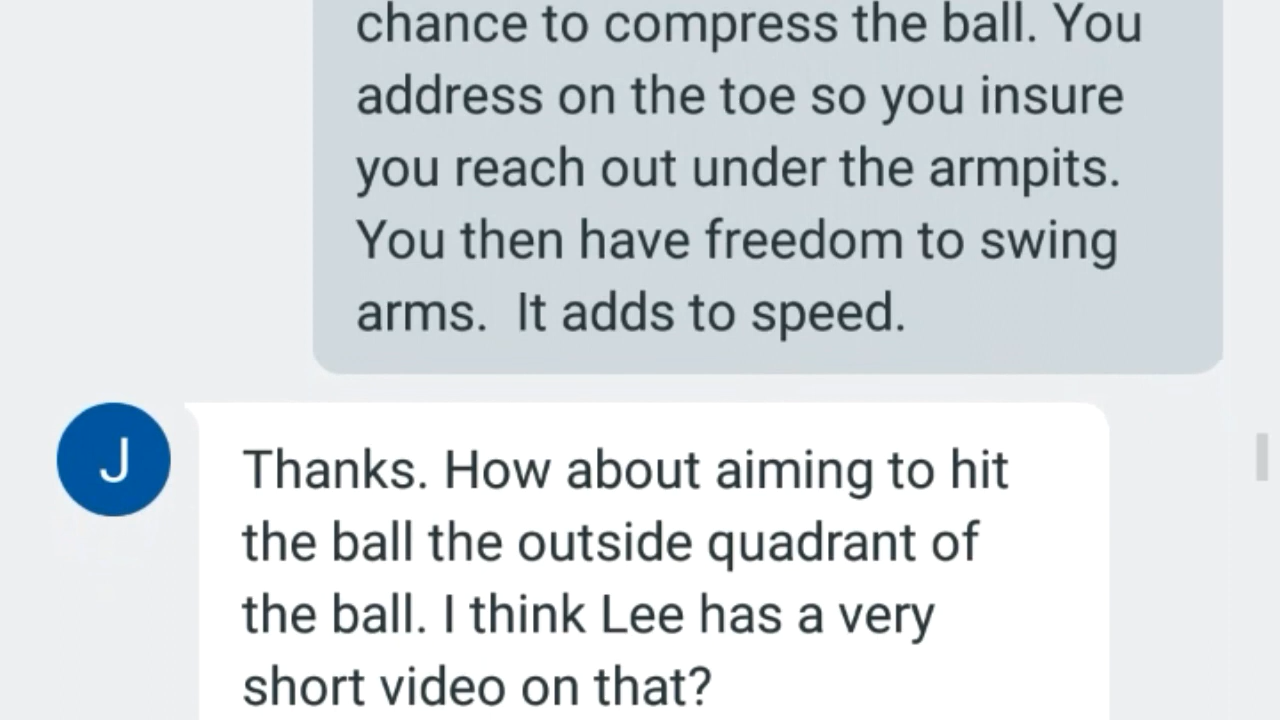 chance to compress the ball. You
address on the toe so you insure
you reach out under the armpits.
You then have freedom to swing
arms.  It adds to speed.
J
Thanks. How about aiming to hit
the ball the outside quadrant of
the ball. I think Lee has a very
short video on that?